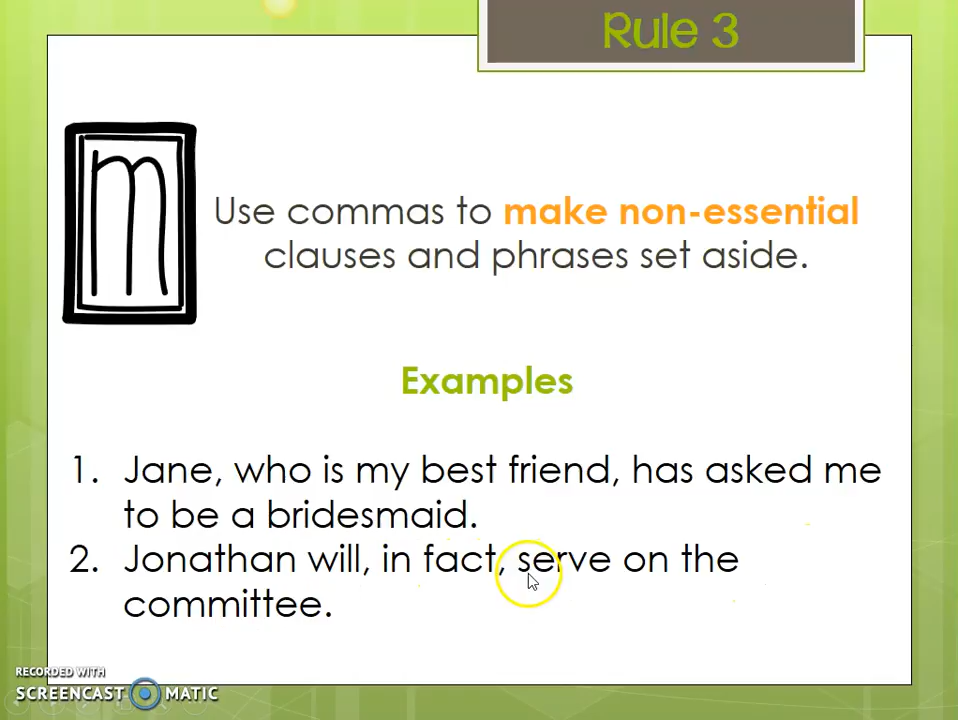 Rule 3
m
Use commas to make non-essential
clauses and phrases set aside.
Examples
1. Jane, who is my best friend, has asked me
to be a bridesmaid.
2. Jonathan will, in fact, serve on the
committee.
RECORDED WITH
SCREENCAST MATIC